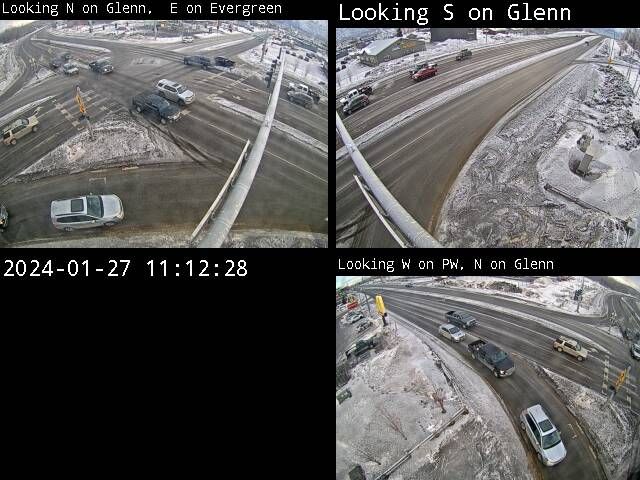 Looking N on Glenn,  E on Evergreen
Looking S on Glenn
2024-01-27 11:12:28
Looking W on PW, N on Glenn